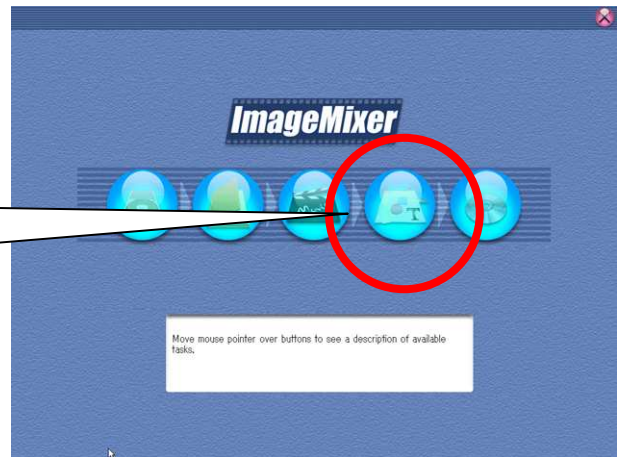 ImageMixer
T
Move mouse pointer over buttons to see a description of available
tasks.